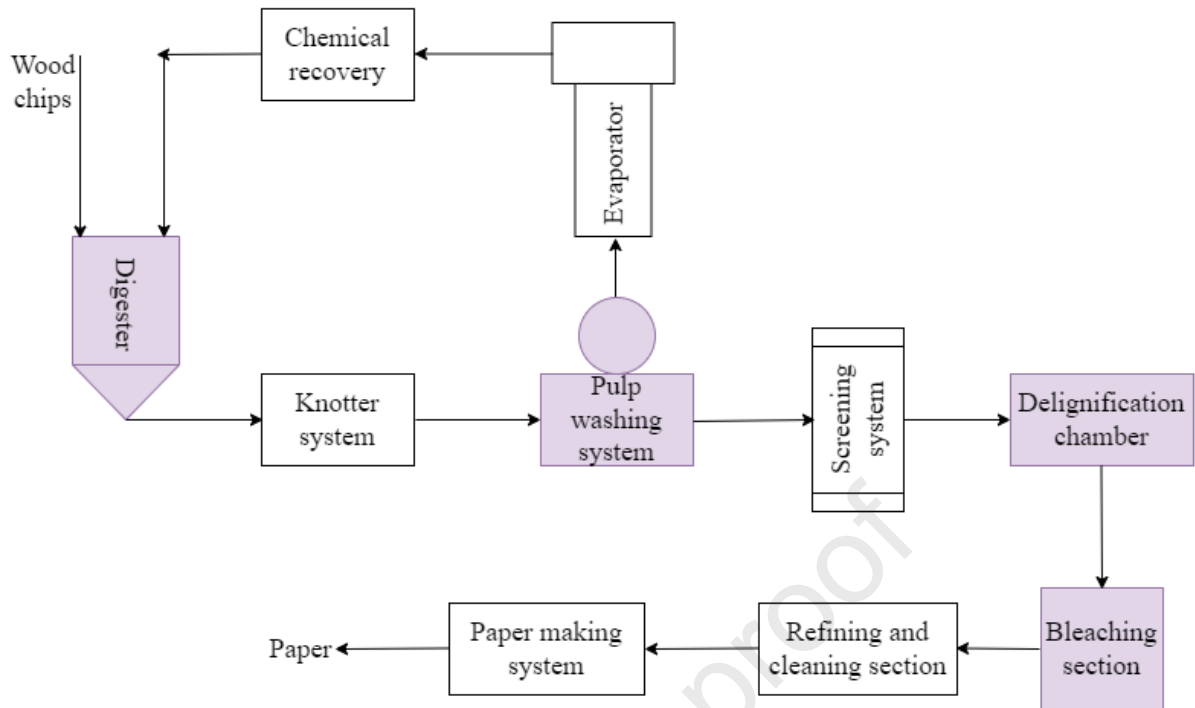 Wood
chips
Chemical
recovery
Evaporator
Digester
Knotter
system
Pulp
washing
system
Screening
system
Delignification
chamber
Bleaching
section
Refining and
cleaning section
Paper making
system
Paper
proof